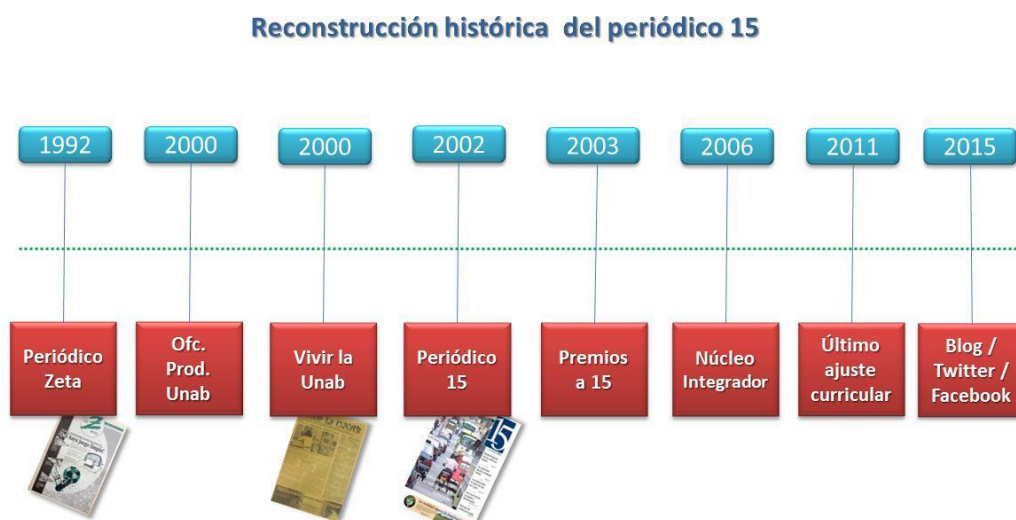 Reconstrucción histórica del periódico 15
1992
2000
2000
2002
2003
2006
2011
2015
Periódico
Zeta
Ofc.
Prod.
Unab
Vivir la
Unab
Periódico
15
Premios
a 15
Núcleo
Integrador
Último
ajuste
curricular
Blog /
Twitter /
Facebook
Z
15